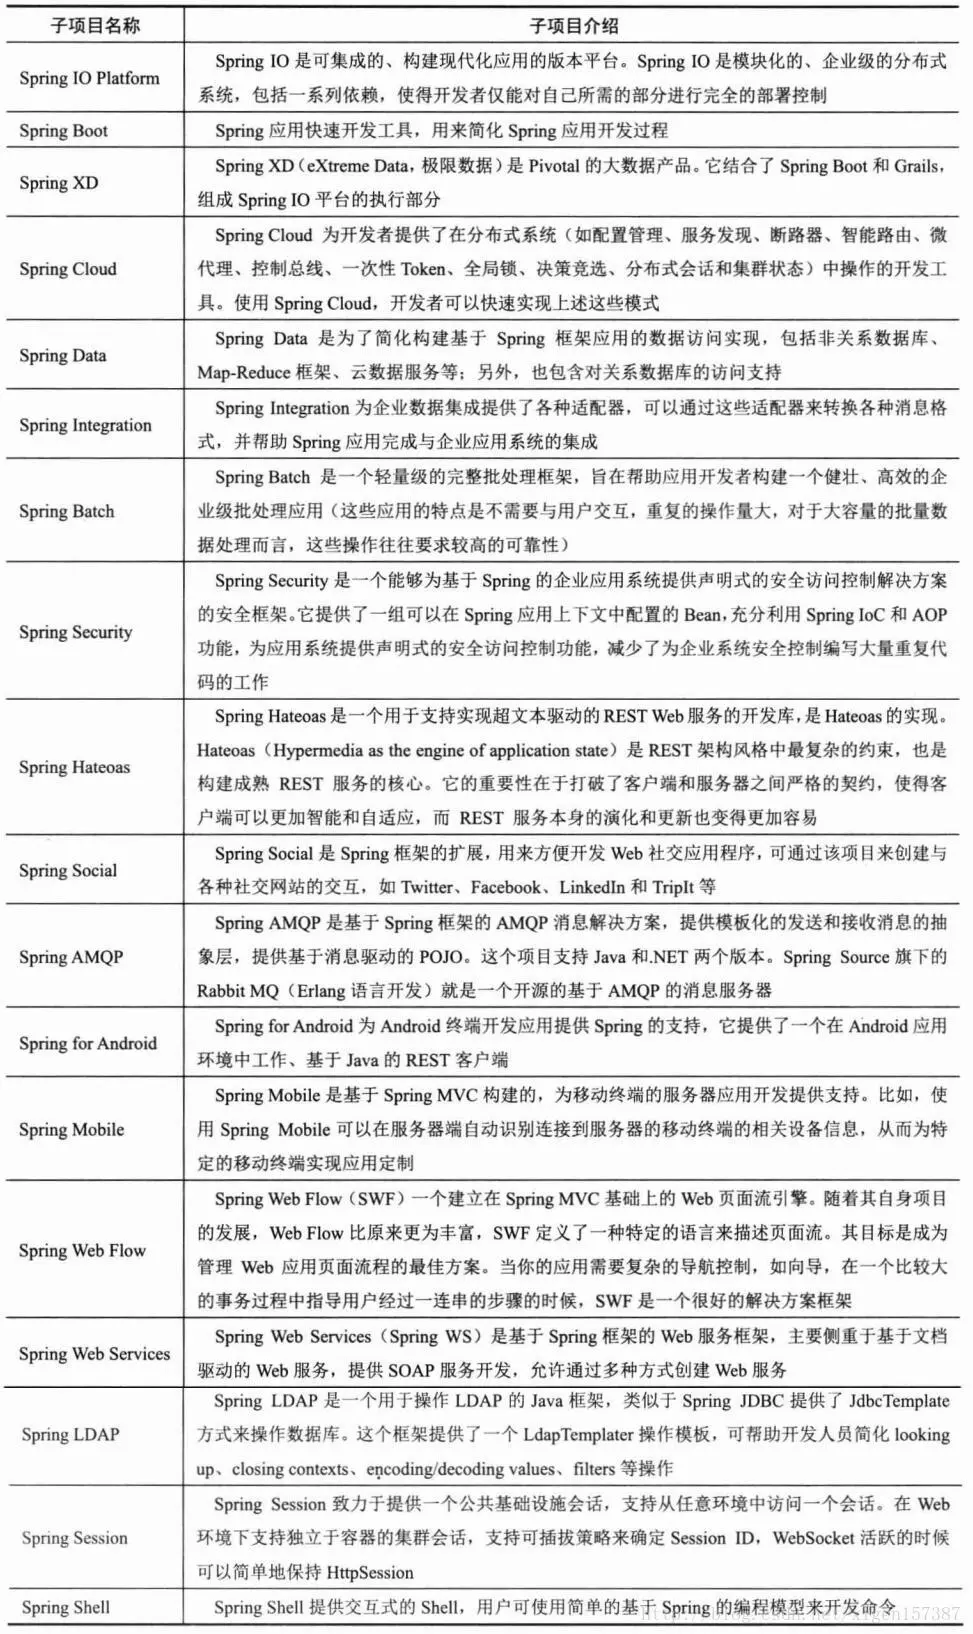 子项目名称
子项目介绍
Spring IO Platform
Spring IO 是可集成的、构建现代化应用的版本平台。Spring IO 是模块化的、企业级的分布式
系统，包括一系列依赖，使得开发者仅能对自己所需的部分进行完全的部署控制
Spring Boot
Spring 应用快速开发工具，用来简化 Spring 应用开发过程
Spring XD
Spring XD（eXtreme Data，极限数据）是 Pivotal 的大数据产品。它结合了 Spring Boot 和 Grails，
组成 Spring IO 平台的执行部分
Spring Cloud
Spring Cloud 为开发者提供了在分布式系统（如配置管理、服务发现、断路器、智能路由、微
代理、控制总线、一次性 Token、全局锁、决策竞选、分布式会话和集群状态）中操作的开发工
具。使用 Spring Cloud，开发者可以快速实现上述这些模式
Spring Data
Spring Data 是为了简化构建基于 Spring 框架应用的数据访问实现，包括非关系数据库、
Map-Reduce 框架、云数据服务等；另外，也包含对关系数据库的访问支持
Spring Integration
Spring Integration 为企业数据集成提供了各种适配器，可以通过这些适配器来转换各种消息格
式，并帮助 Spring 应用完成与企业应用系统的集成
Spring Batch
Spring Batch 是一个轻量级的完整批处理框架，旨在帮助应用开发者构建一个健壮、高效的企
业级批处理应用（这些应用的特点是不需要与用户交互，重复的操作量大，对于大容量的批量数
据处理而言，这些操作往往要求较高的可靠性）
Spring Security
Spring Security 是一个能够为基于 Spring 的企业应用系统提供声明式的安全访问控制解决方案
的安全框架。它提供了一组可以在 Spring 应用上下文中配置的 Bean，充分利用 Spring IoC 和 AOP
功能，为应用系统提供声明式的安全访问控制功能，减少了为企业系统安全控制编写大量重复代
码的工作
Spring Hateoas
Spring Hateoas 是一个用于支持实现超文本驱动的 REST Web 服务的开发库，是 Hateoas 的实现。
Hateoas（Hypermedia as the engine of application state）是 REST 架构风格中最复杂的约束，也是
构建成熟 REST 服务的核心。它的重要性在于打破了客户端和服务器之间严格的契约，使得客
户端可以更加智能和自适应，而 REST 服务本身的演化和更新也变得更加容易
Spring Social
Spring Social 是 Spring 框架的扩展，用来方便开发 Web 社交应用程序，可通过该项目来创建与
各种社交网站的交互，如 Twitter、Facebook、LinkedIn 和 TripIt 等
Spring AMQP
Spring AMQP 是基于 Spring 框架的 AMQP 消息解决方案，提供模板化的发送和接收消息的抽
象层，提供基于消息驱动的 POJO。这个项目支持 Java 和.NET 两个版本。Spring Source 旗下的
Rabbit MQ（Erlang 语言开发）就是一个开源的基于 AMQP 的消息服务器
Spring for Android
Spring for Android 为 Android 终端开发应用提供 Spring 的支持，它提供了一个在 Android 应用
环境中工作、基于 Java 的 REST 客户端
Spring Mobile
Spring Mobile 是基于 Spring MVC 构建的，为移动终端的服务器应用开发提供支持。比如，使
用 Spring Mobile 可以在服务器端自动识别连接到服务器的移动终端的相关设备信息，从而为特
定的移动终端实现应用定制
Spring Web Flow
Spring Web Flow（SWF）一个建立在 Spring MVC 基础上的 Web 页面流引擎。随着其自身项目
的发展，Web Flow 比原来更为丰富，SWF 定义了一种特定的语言来描述页面流。其目标是成为
管理 Web 应用页面流程的最佳方案。当你的应用需要复杂的导航控制，如向导，在一个比较大
的事务过程中指导用户经过一连串的步骤的时候，SWF 是一个很好的解决方案框架
Spring Web Services
Spring Web Services（Spring WS）是基于 Spring 框架的 Web 服务框架，主要侧重于基于文档
驱动的 Web 服务，提供 SOAP 服务开发，允许通过多种方式创建 Web 服务
Spring LDAP
Spring LDAP 是一个用于操作 LDAP 的 Java 框架，类似于 Spring JDBC 提供了 JdbcTemplate
方式来操作数据库。这个框架提供了一个 LdapTemplater 操作模板，可帮助开发人员简化 looking
up、closing contexts、encoding/decoding values、filters 等操作
Spring Session
Spring Session 致力于提供一个公共基础设施会话，支持从任意环境中访问一个会话。在 Web
环境下支持独立于容器的集群会话，支持可插拔策略来确定 Session ID，WebSocket 活跃的时候
可以简单地保持 HttpSession
Spring Shell
Spring Shell 提供交互式的 Shell，用户可使用简单的基于 Spring 的编程模型来开发命令
http://blog.csdn.net/xlgen157387